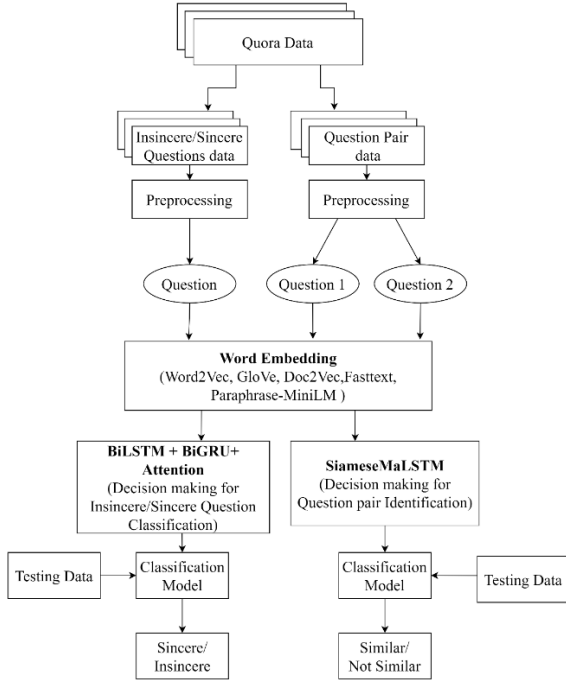 Quora Data
Insincere/Sincere
Questions data
Question Pair
data
Preprocessing
Preprocessing
Question
Question 1
Question 2
Word Embedding
(Word2Vec, GloVe, Doc2Vec,Fasttext,
Paraphrase-MiniLM )
BiLSTM + BiGRU+
Attention
(Decision making for
Insincere/Sincere Question
Classification)
SiameseMaLSTM
(Decision making for
Question pair Identification)
Testing Data
Classification
Model
Classification
Model
Testing Data
Sincere/
Insincere
Similar/
Not Similar